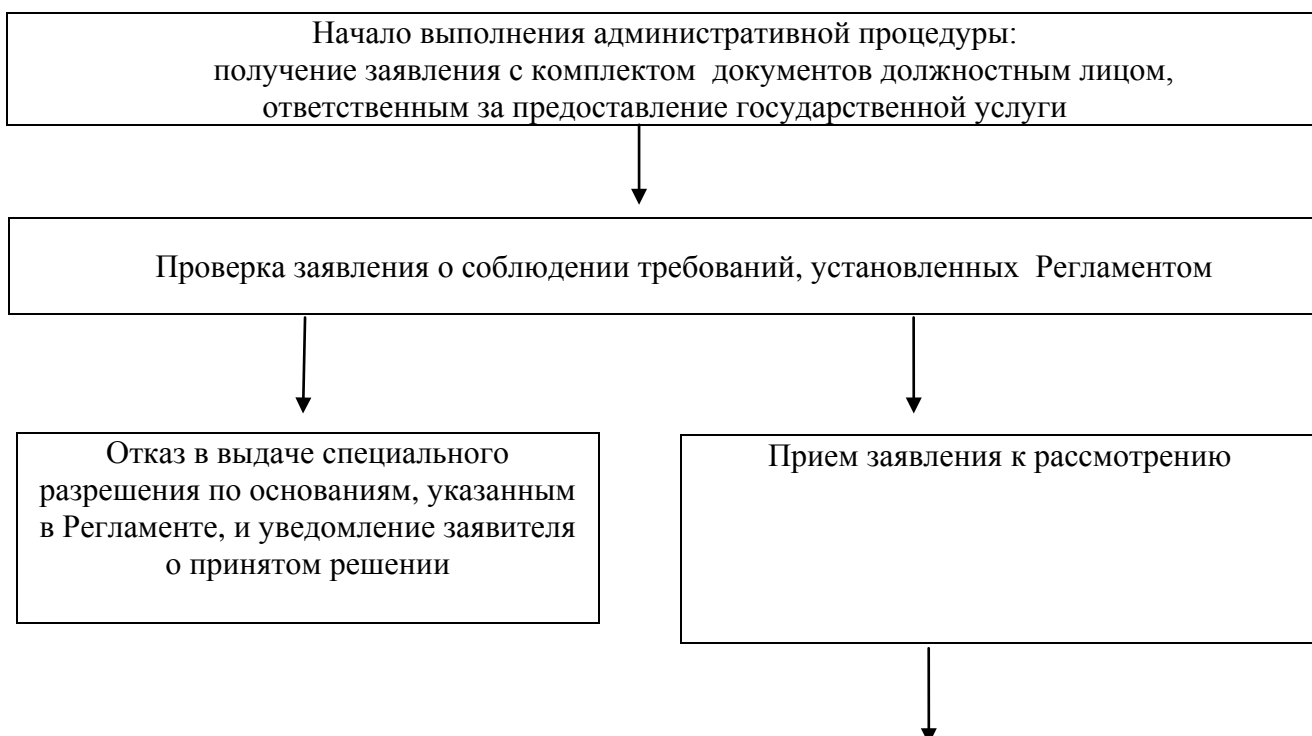 Начало выполнения административной процедуры:
получение заявления с комплектом документов должностным лицом,
ответственным за предоставление государственной услуги
Проверка заявления о соблюдении требований, установленных Регламентом
Отказ в выдаче специального
разрешения по основаниям, указанным
в Регламенте, и уведомление заявителя
о принятом решении
Прием заявления к рассмотрению